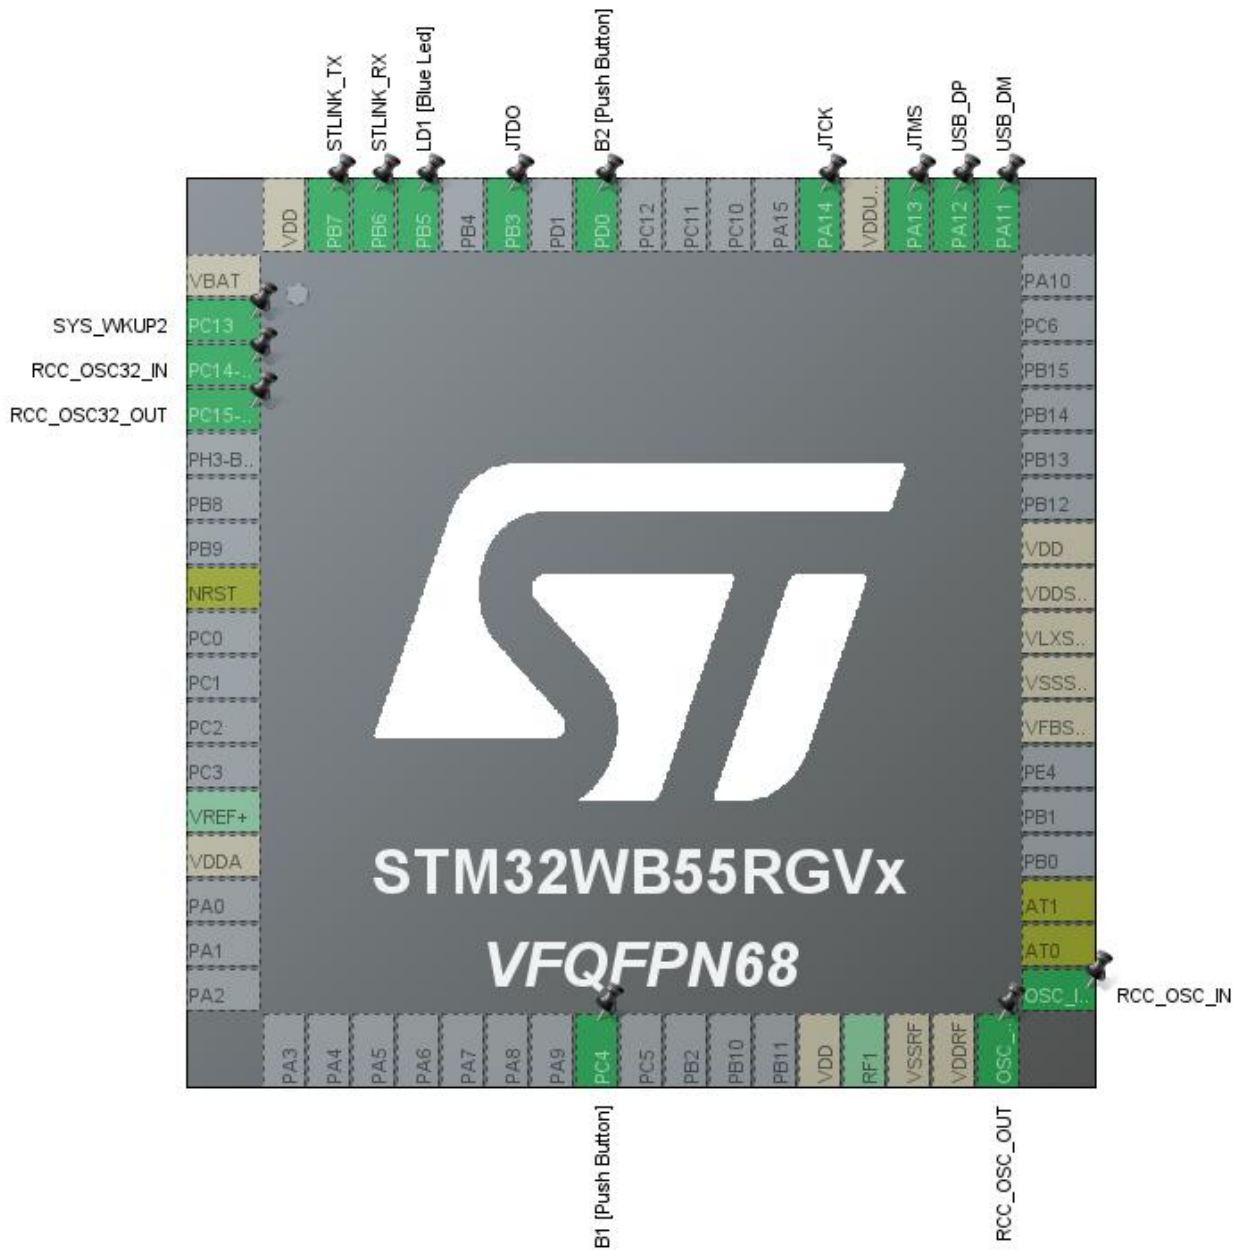 STLINK_TX
STLINK_RX
LD1 [Blue Led]
JTDO
B2 [Push Button]
JTCK
JTMS
USB_DP
USB_DM
VDD
PB7
PB6
PB5
PB4
PB3
PD1
PD0
PC12
PC11
PC10
PA15
PA14
VDDU..
PA13
PA12
PA11
VBAT
SYS_WKUP2 PC13
RCC_OSC32_IN PC14-..
RCC_OSC32_OUT PC15-..
PH3-B..
PB8
PB9
NRST
PC0
PC1
PC2
PC3
VREF+
VDDA
PA0
PA1
PA2
STM32WB55RGVx
VFQFPN68
PA10
PC6
PB15
PB14
PB13
PB12
VDD
VDDS..
VLXS..
VSSS..
VFBS..
PE4
PB1
PB0
AT1
AT0
OSC_I.. RCC_OSC_IN
PA3
PA4
PA5
PA6
PA7
PA8
PA9
PC4
PC5
PB2
PB10
PB11
VDD
RF1
VSSRF
VDDRF
OSC_..
B1 [Push Button]
RCC_OSC_OUT